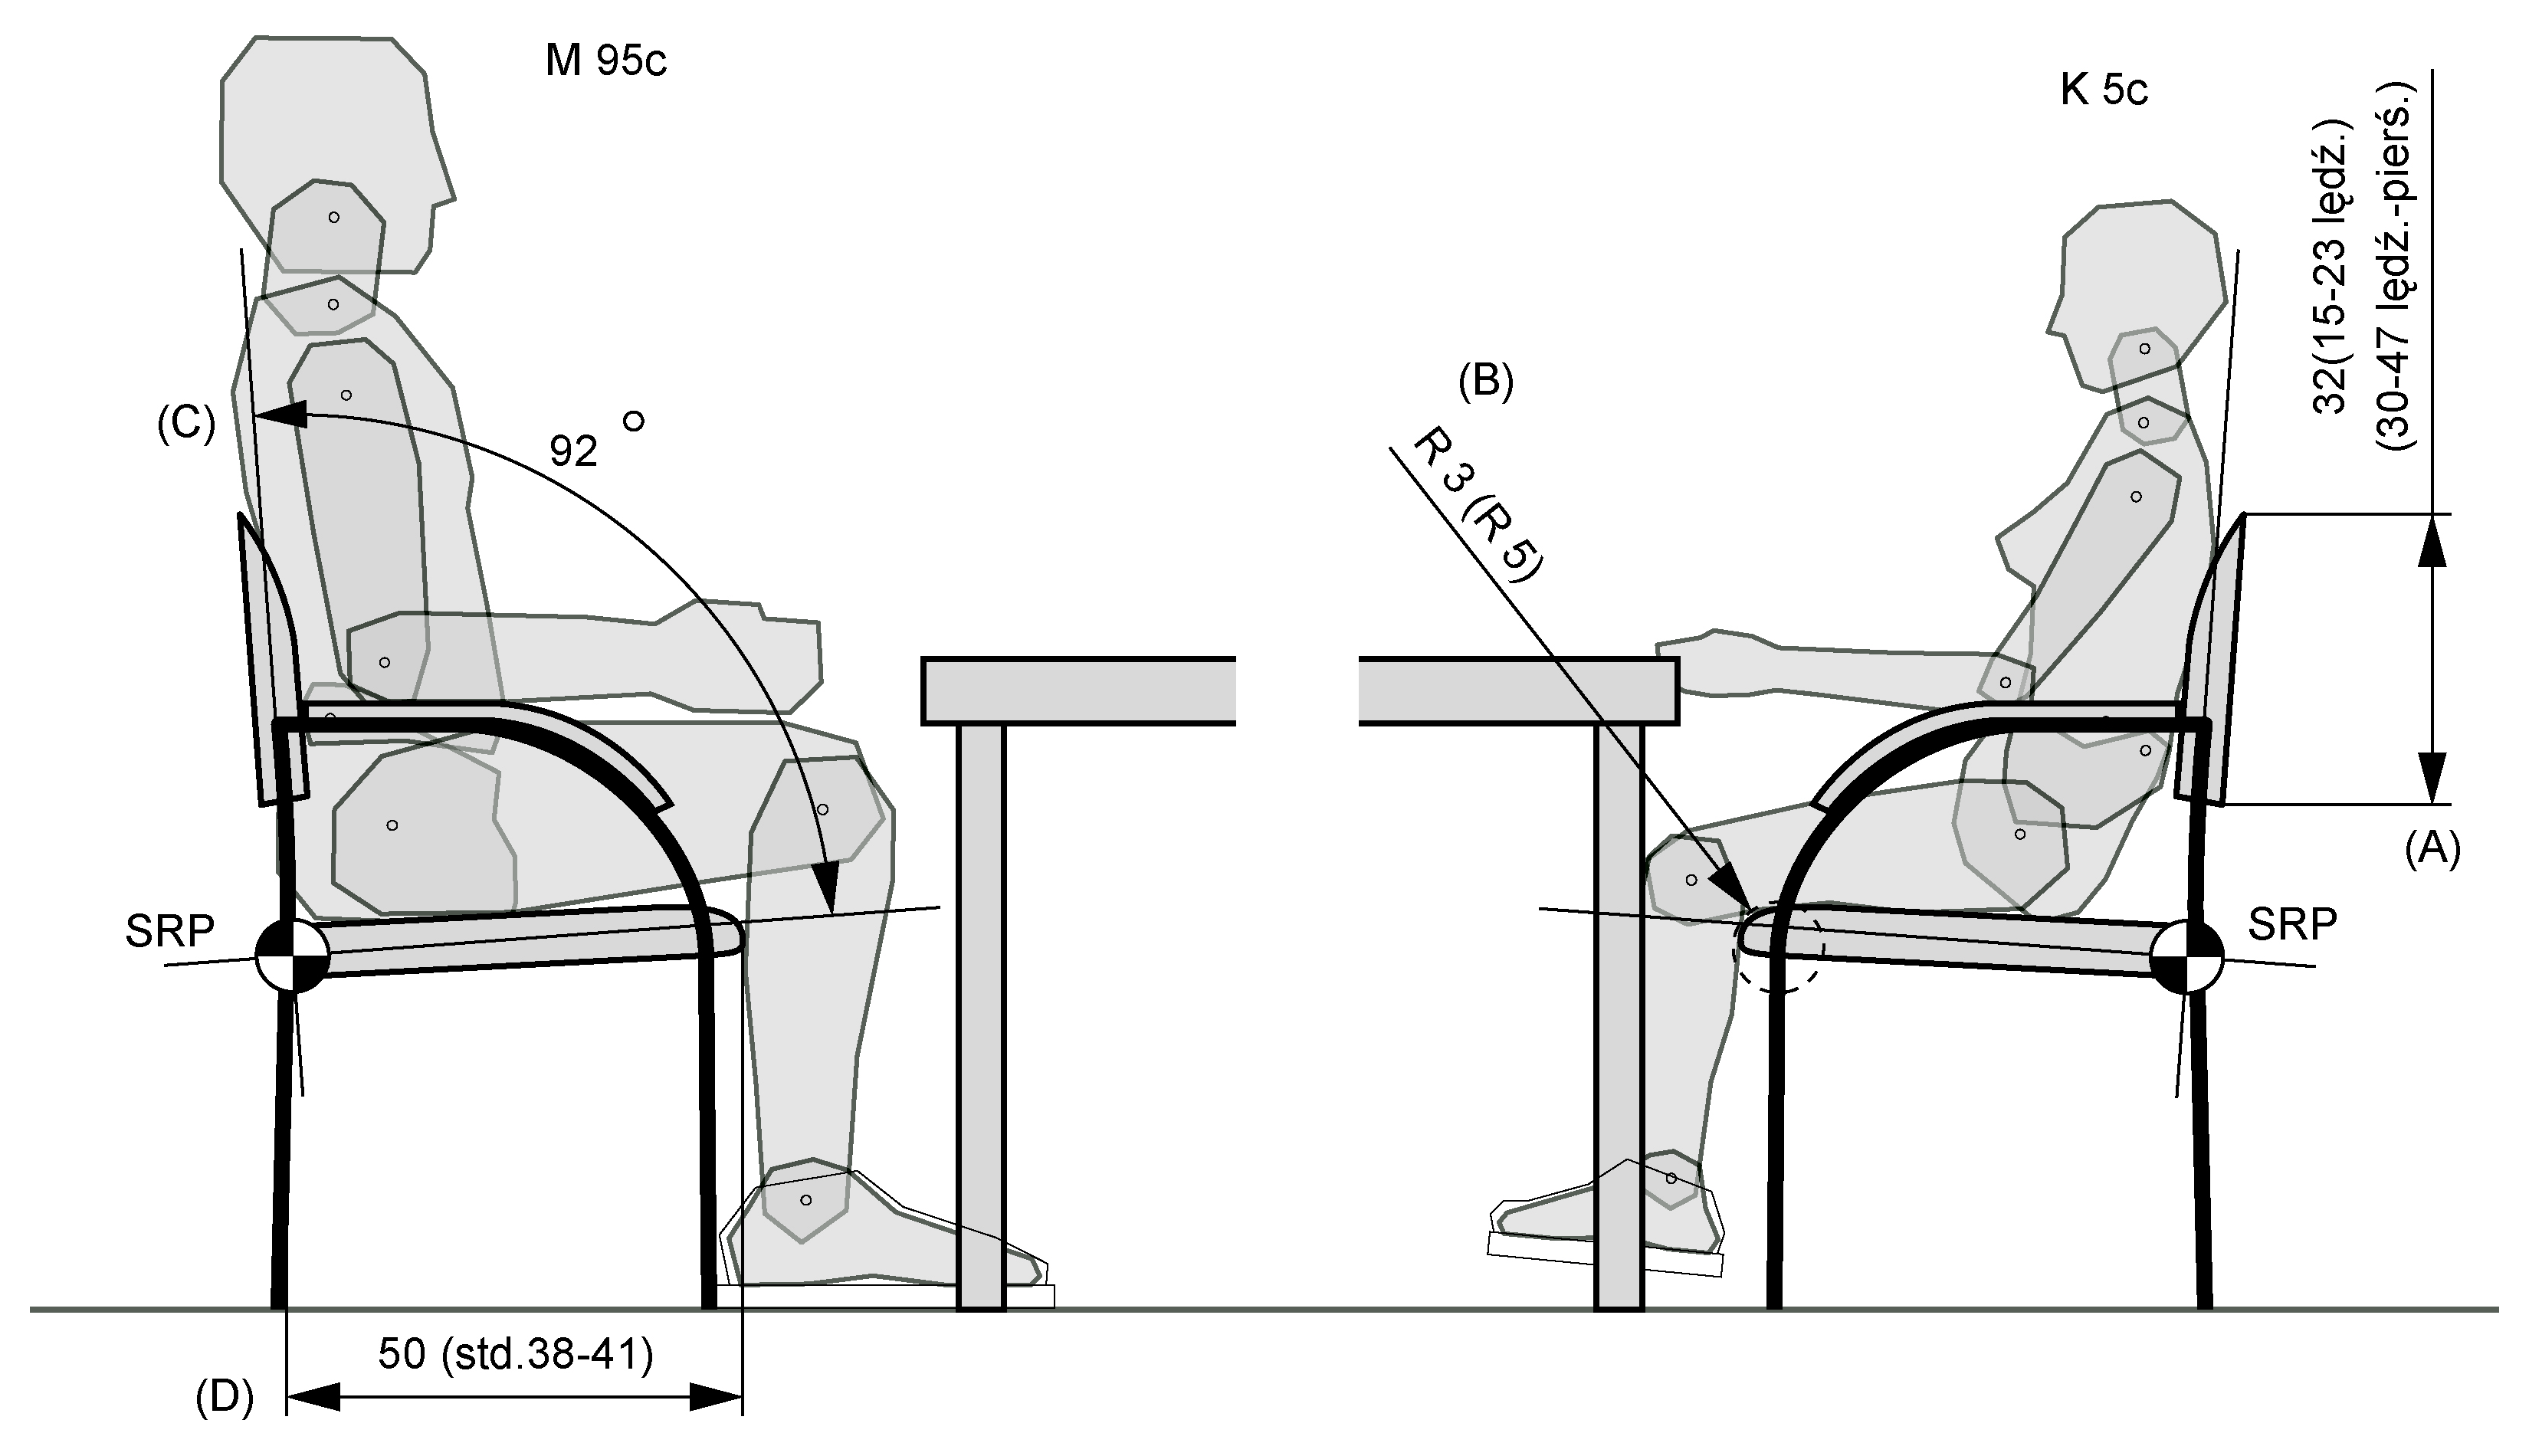 M 95c
K 5c
32(15-23 lędź.)
(30-47 lędź.-pierś.)
(B)
R 3 (R 5)
(C)
92 °
(A)
SRP
SRP
50 (std.38-41)
(D)